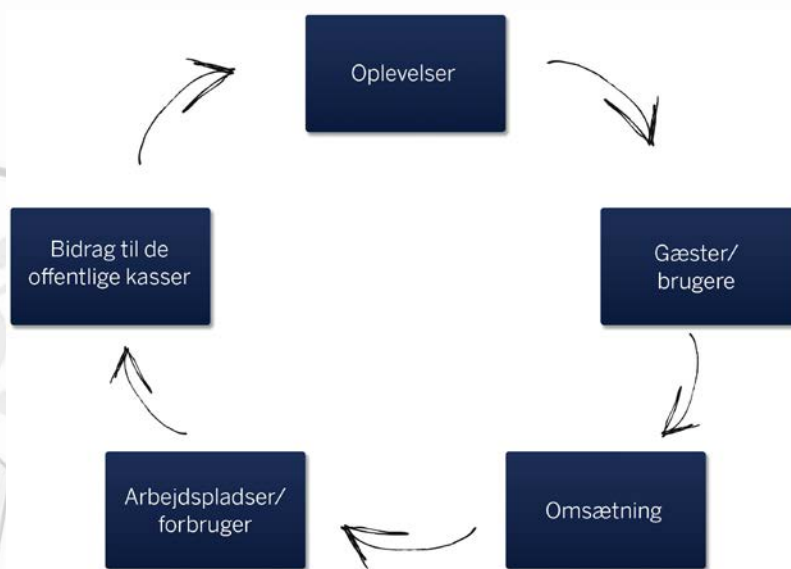 Oplevelser
Gæster/
brugere
Omsætning
Arbejdspladser/
forbruger
Bidrag til de
offentlige kasser